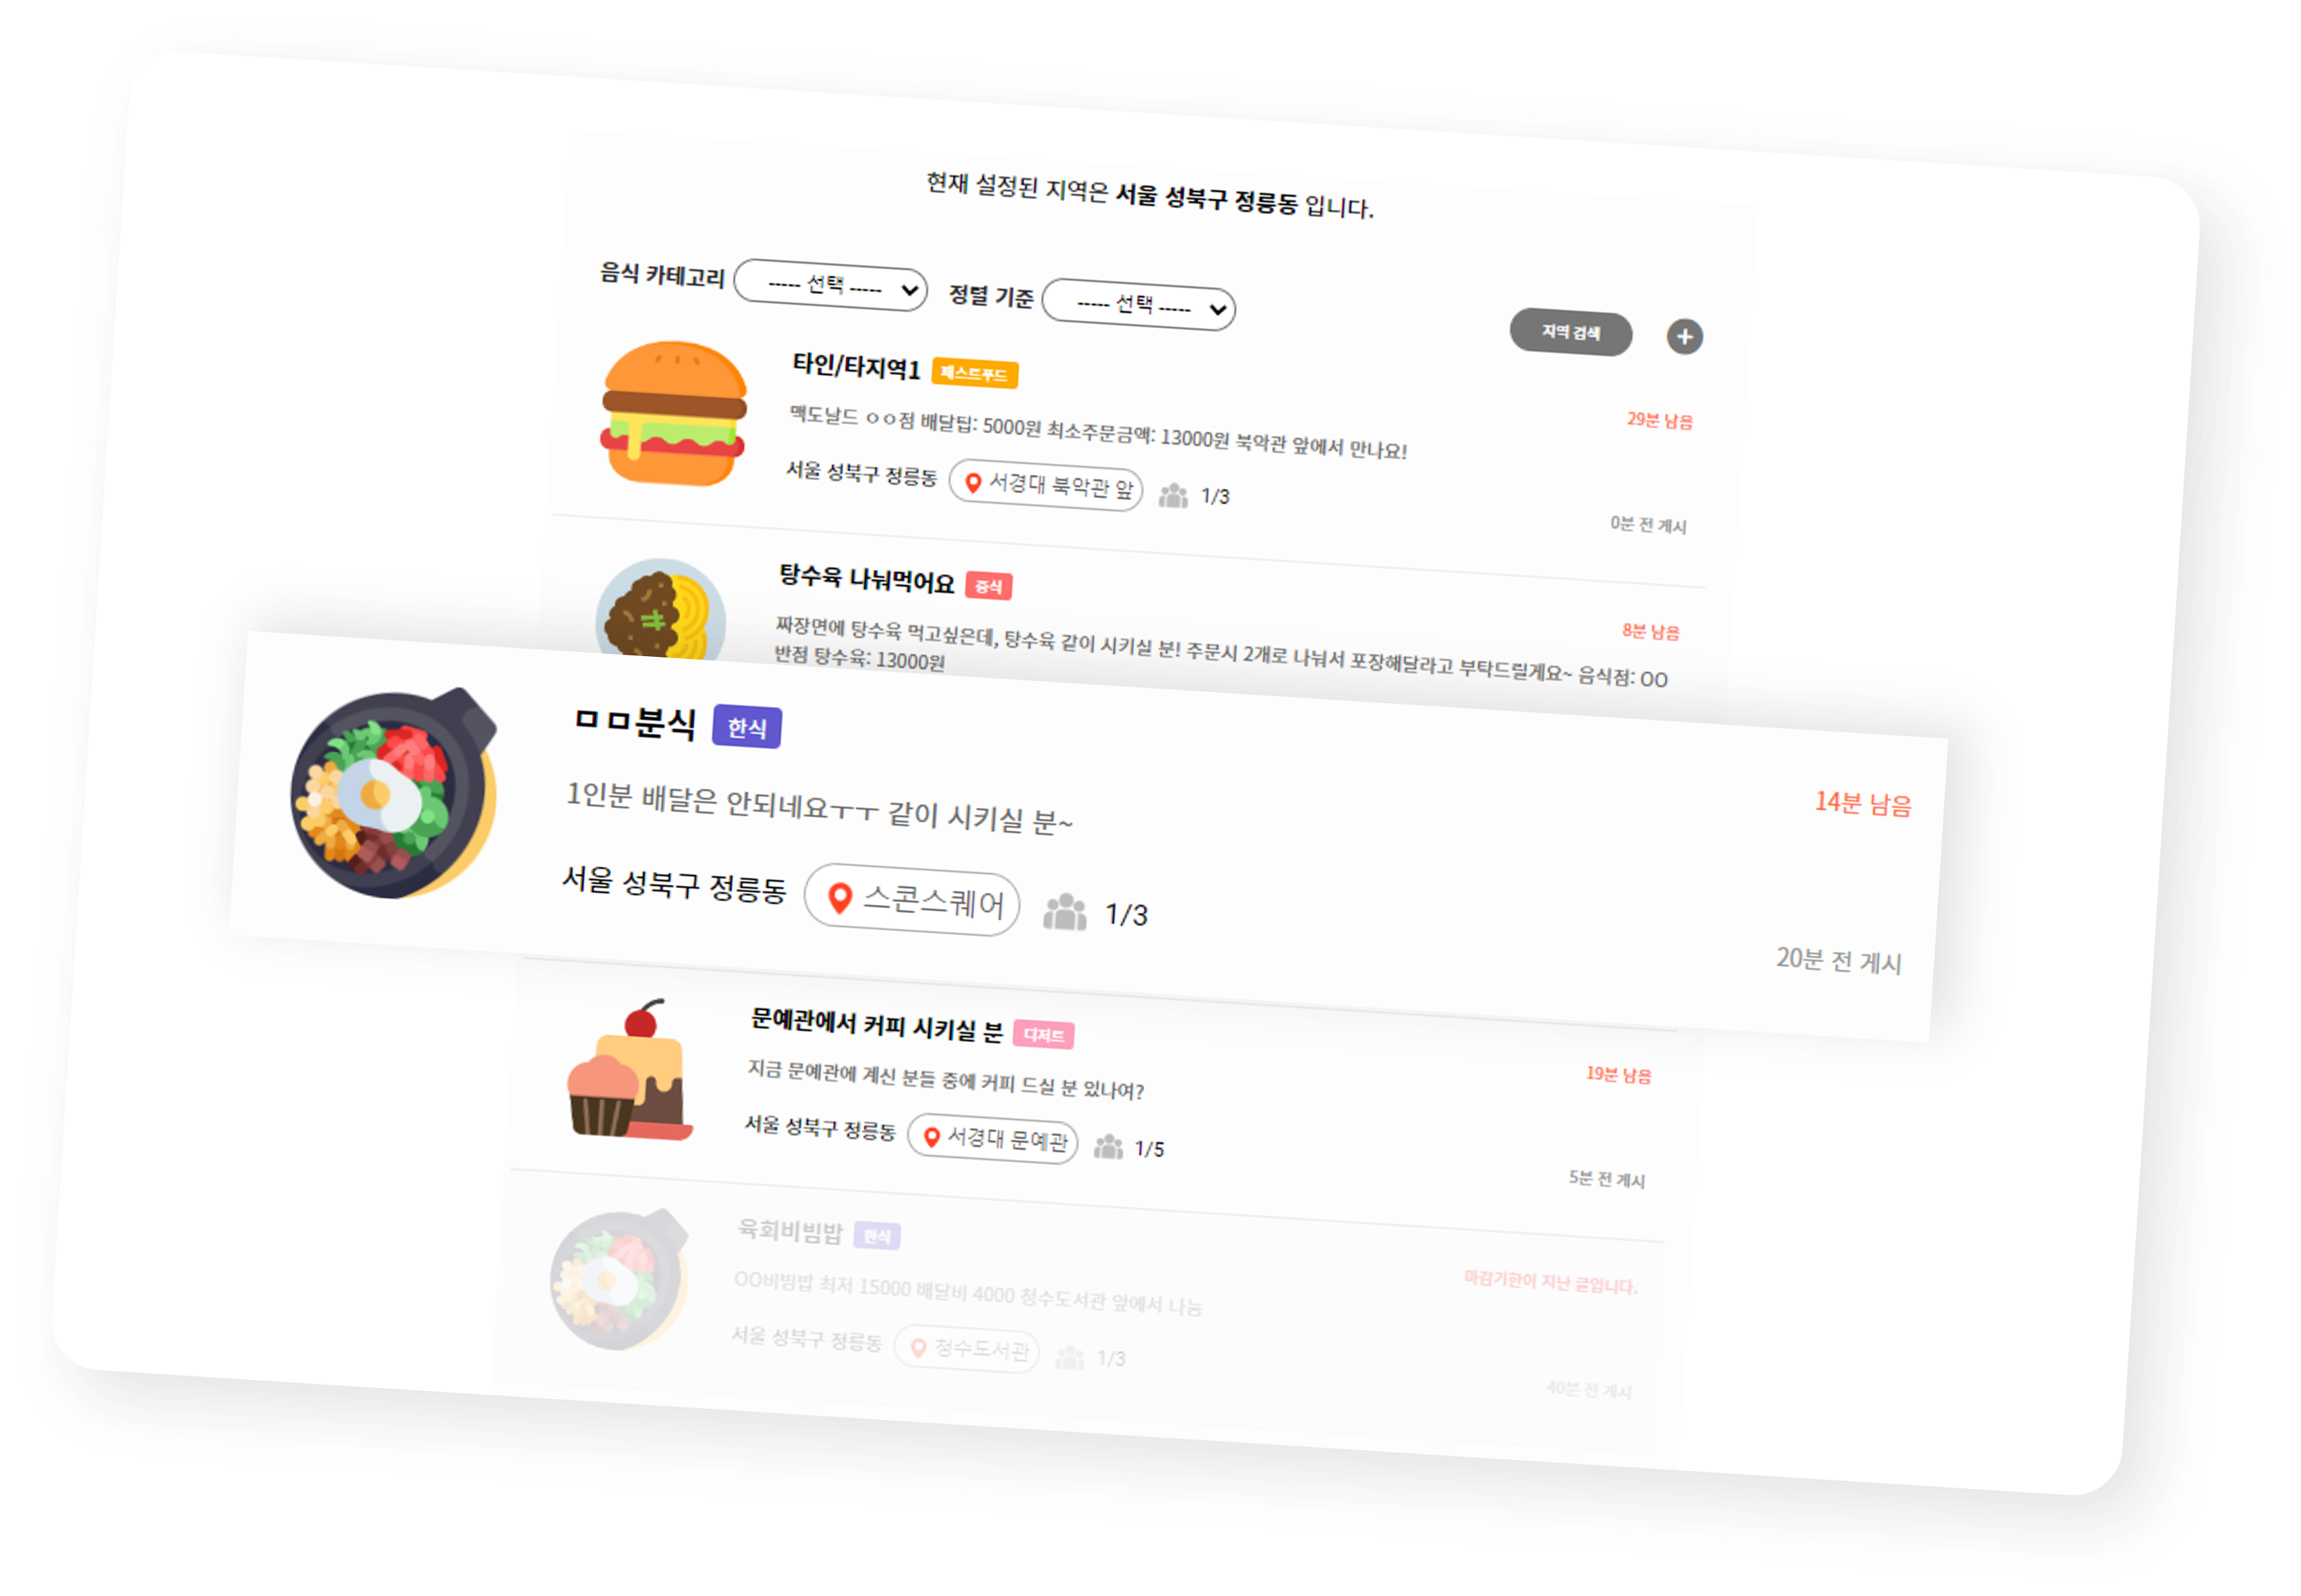 현재 설정된 지역은 서울 성북구 정릉동 입니다.
음식 카테고리 ----- 선택 ----- 정렬 기준 ----- 선택 ----- 지역 검색
타인/타지역1 패스트푸드
29분 남음
맥도날드 ㅇㅇ점 배달팁: 5000원 최소주문금액: 13000원 북악관 앞에서 만나요!
서울 성북구 정릉동 서경대 북악관 앞 1/3
0분 전 게시
탕수육 나눠먹어요 중식
8분 남음
짜장면에 탕수육 먹고싶은데, 탕수육 같이 시키실 분! 주문시 2개로 나눠서 포장해달라고 부탁드릴게요~ 음식점: OO
반점 탕수육: 13000원
ㅁㅁ분식 한식
14분 남음
1인분 배달은 안되네요ㅜㅜ 같이 시키실 분~
서울 성북구 정릉동 스콘스퀘어 1/3
20분 전 게시
문예관에서 커피 시키실 분 디저트
19분 남음
지금 문예관에 계신 분들 중에 커피 드실 분 있나여?
서울 성북구 정릉동 서경대 문예관 1/5
5분 전 게시
육회비빔밥 한식
마감기한이 지난 글입니다.
OO비빔밥 최저 15000 배달비 4000 청수도서관 앞에서 나눔
서울 성북구 정릉동 청수도서관 1/3
40분 전 게시